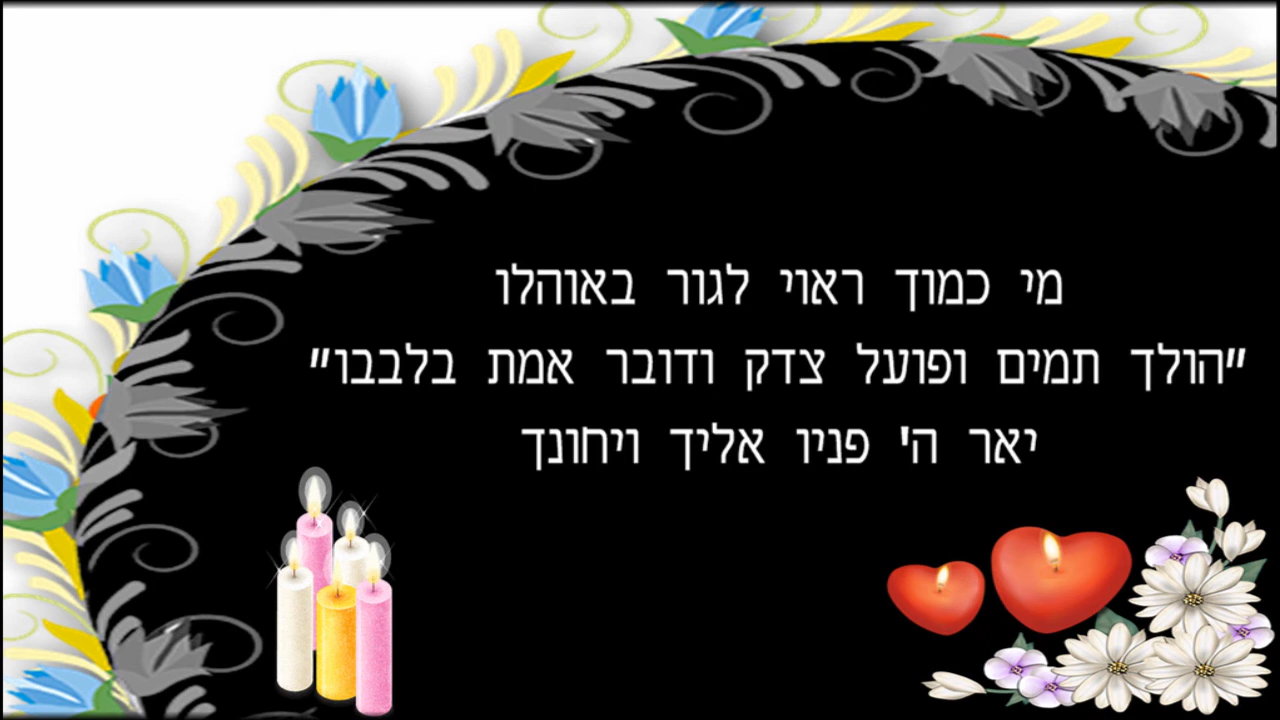 מי כמוך ראוי לגור באוהלו
"הולך תמים ופועל צדק ודובר אמת בלבבו"
יאר ה' פניו אליך ויחונך